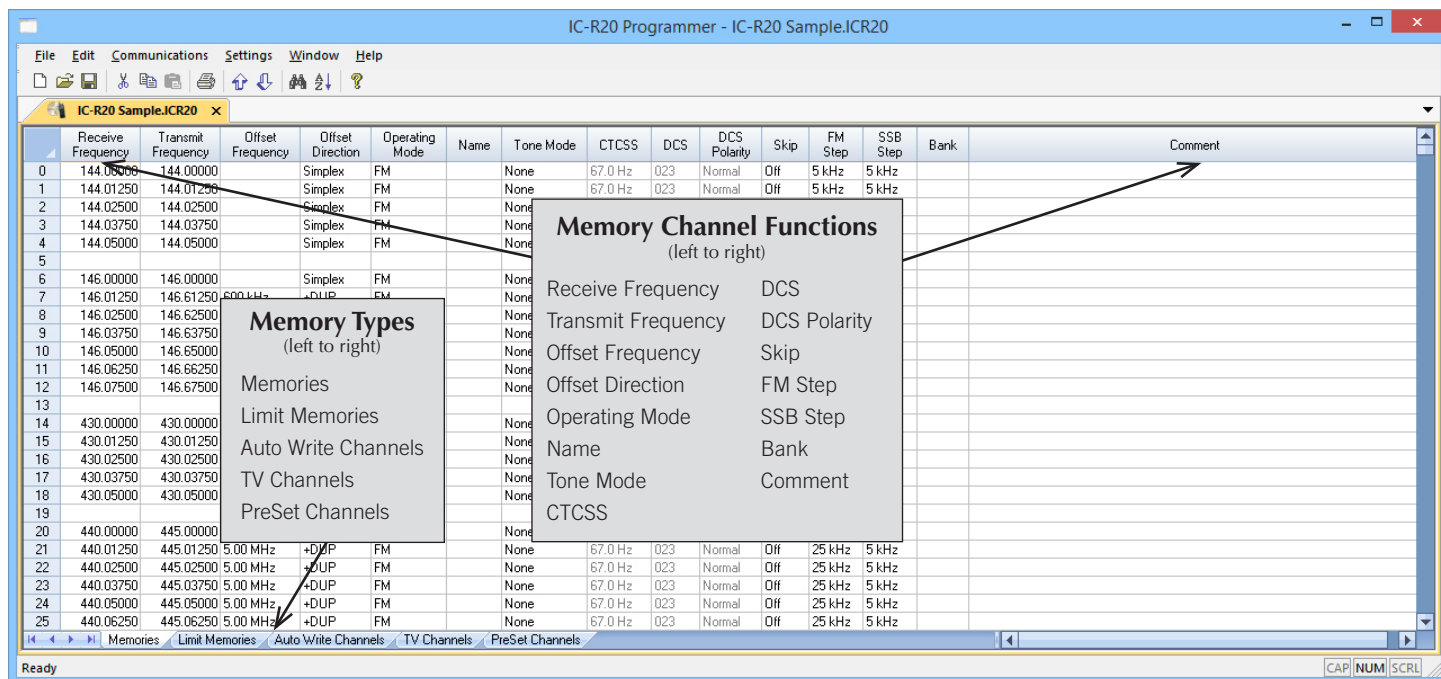 IC-R20 Programmer - IC-R20 Sample.ICR20
File Edit Communications Settings Window Help
IC-R20 Sample.ICR20
Receive Frequency Transmit Frequency Offset Frequency Offset Direction Operating Mode Name Tone Mode CTCSS DCS DCS Polarity Skip FM Step SSB Step Bank Comment
0 144.00000 144.00000 Simplex FM None 67.0 Hz 023 Normal Off 5 kHz 5 kHz
1 144.01250 144.01250 Simplex FM None 67.0 Hz 023 Normal Off 5 kHz 5 kHz
2 144.02500 144.02500 Simplex FM None
3 144.03750 144.03750 Simplex FM None
4 144.05000 144.05000 Simplex FM None
5
6 146.00000 146.00000 Simplex FM None
7 146.01250 146.61250 600 kHz +DUP FM None
8 146.02500 146.62500 None
9 146.03750 146.63750 None
10 146.05000 146.65000 None
11 146.06250 146.66250 None
12 146.07500 146.67500 None
13
14 430.00000 430.00000 None
15 430.01250 430.01250 None
16 430.02500 430.02500 None
17 430.03750 430.03750 None
18 430.05000 430.05000 None
19
20 440.00000 445.00000 None
21 440.01250 445.01250 5.00 MHz +DUP FM None 67.0 Hz 023 Normal Off 25 kHz 5 kHz
22 440.02500 445.02500 5.00 MHz +DUP FM None 67.0 Hz 023 Normal Off 25 kHz 5 kHz
23 440.03750 445.03750 5.00 MHz +DUP FM None 67.0 Hz 023 Normal Off 25 kHz 5 kHz
24 440.05000 445.05000 5.00 MHz +DUP FM None 67.0 Hz 023 Normal Off 25 kHz 5 kHz
25 440.06250 445.06250 5.00 MHz +DUP FM None 67.0 Hz 023 Normal Off 25 kHz 5 kHz
Memory Types
(left to right)
Memories
Limit Memories
Auto Write Channels
TV Channels
PreSet Channels
Memory Channel Functions
(left to right)
Receive Frequency
Transmit Frequency
Offset Frequency
Offset Direction
Operating Mode
Name
Tone Mode
CTCSS
DCS
DCS Polarity
Skip
FM Step
SSB Step
Bank
Comment
Memories Limit Memories Auto Write Channels TV Channels PreSet Channels
Ready CAP NUM SCRL